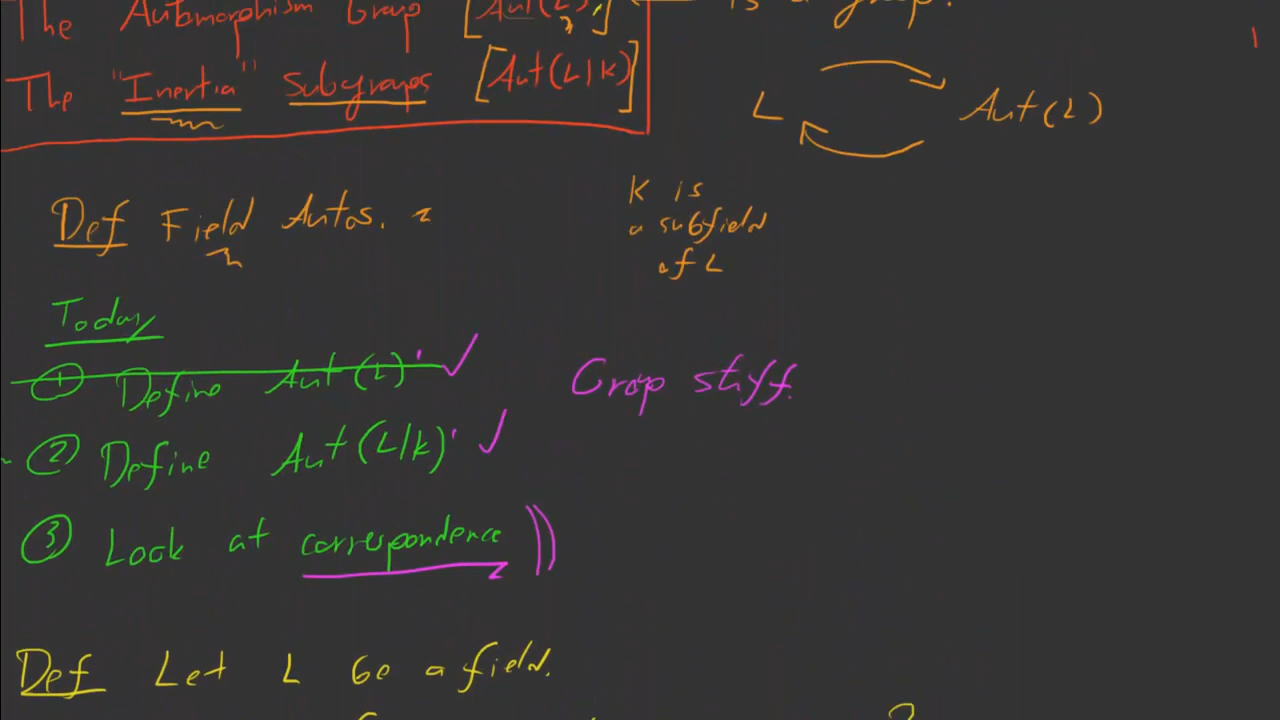 The Automorphism Group [Aut(L),] is a group.
The "Inertia" Subgroups [Aut(L|K)]
L Aut(L)
Def Field Autos.
K is
a subfield
of L
Today
① Define Aut(L) ✓
Group stuff.
② Define Aut(L|K) ✓
③ Look at correspondence ))
Def Let L be a field.